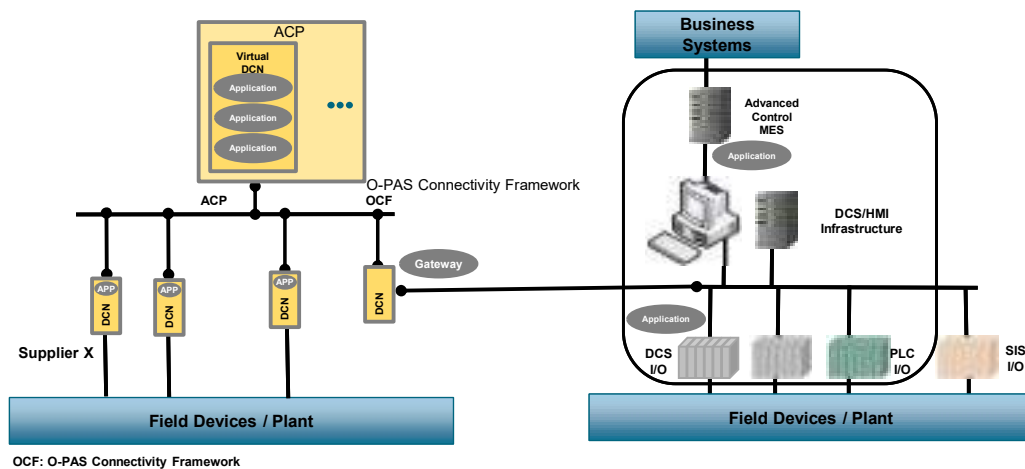 ACP
Virtual
DCN
Application
Application
Application
O-PAS Connectivity Framework
ACP
OCF
APP
DCN
APP
DCN
APP
DCN
DCN
Gateway
Supplier X
Field Devices / Plant
OCF: O-PAS Connectivity Framework
Business
Systems
Advanced
Control
MES
Application
DCS/HMI
Infrastructure
Application
DCS
I/O
PLC
I/O
SIS
I/O
Field Devices / Plant